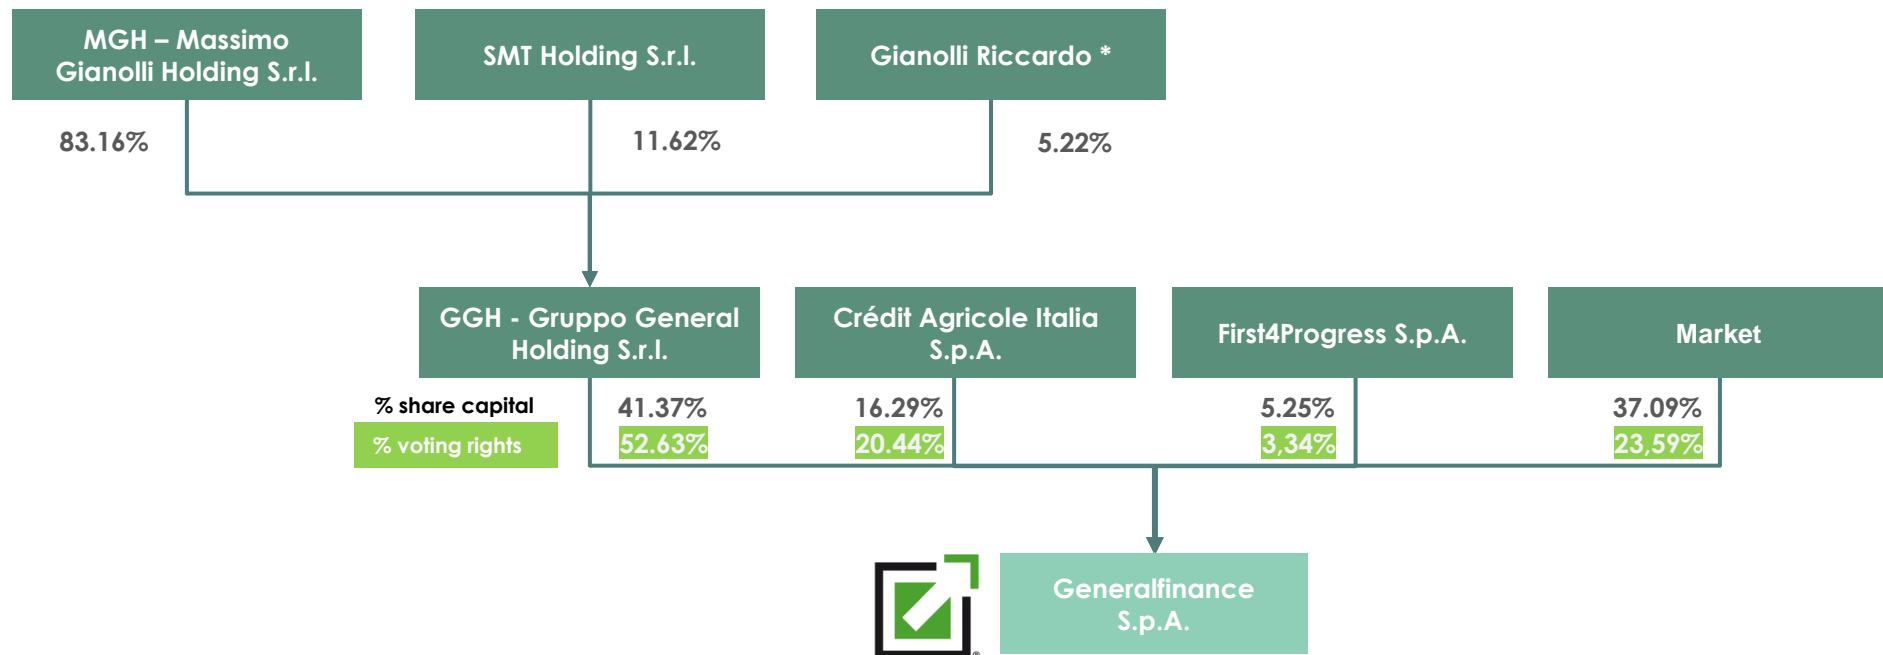 MGH – Massimo
Gianolli Holding S.r.l.
SMT Holding S.r.l.
Gianolli Riccardo *
83.16%
11.62%
5.22%
GGH - Gruppo General
Holding S.r.l.
Crédit Agricole Italia
S.p.A.
First4Progress S.p.A.
Market
% share capital
41.37%
16.29%
5.25%
37.09%
% voting rights
52.63%
20.44%
3,34%
23,59%
Generalfinance
S.p.A.
®